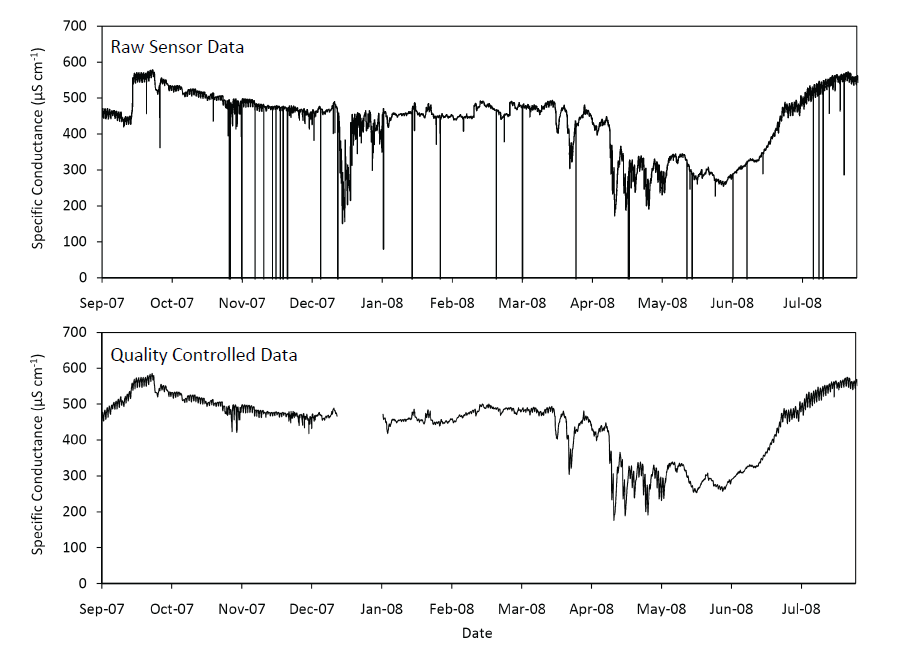 Raw Sensor Data
Specific Conductance (µS cm-1)
700
600
500
400
300
200
100
0
Sep-07 Oct-07 Nov-07 Dec-07 Jan-08 Feb-08 Mar-08 Apr-08 May-08 Jun-08 Jul-08
Quality Controlled Data
Specific Conductance (µS cm-1)
700
600
500
400
300
200
100
0
Sep-07 Oct-07 Nov-07 Dec-07 Jan-08 Feb-08 Mar-08 Apr-08 May-08 Jun-08 Jul-08
Date